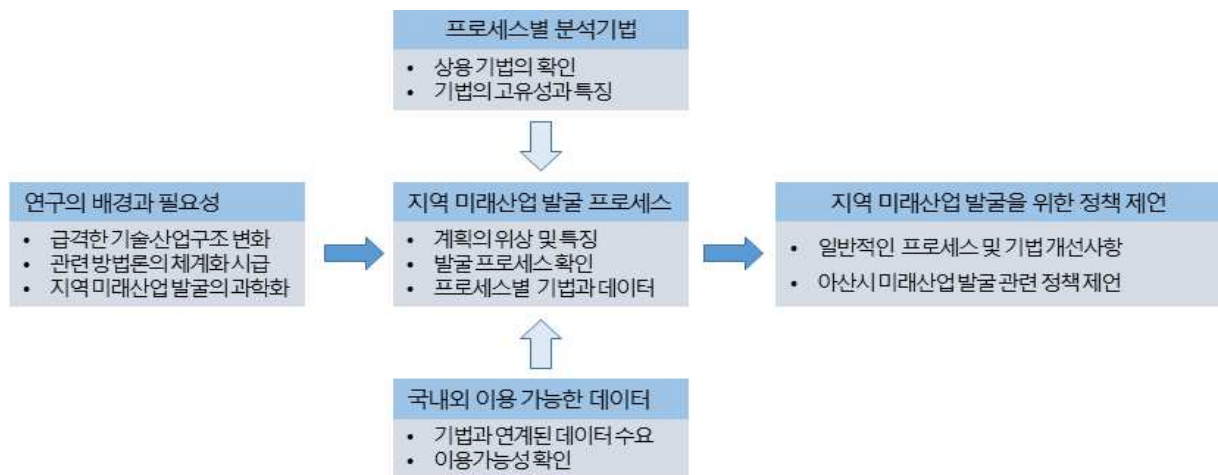 프로세스별 분석기법
• 상용 기법의 확인
• 기법의 고유성과 특징
연구의 배경과 필요성
• 급격한 기술·산업구조 변화
• 관련 방법론의 체계화 시급
• 지역 미래산업 발굴의 과학화
지역 미래산업 발굴 프로세스
• 계획의 위상 및 특징
• 발굴 프로세스 확인
• 프로세스별 기법과 데이터
지역 미래산업 발굴을 위한 정책 제언
• 일반적인 프로세스 및 기법 개선사항
• 아산시 미래산업 발굴 관련 정책 제언
국내외 이용 가능한 데이터
• 기법과 연계된 데이터 수요
• 이용가능성 확인